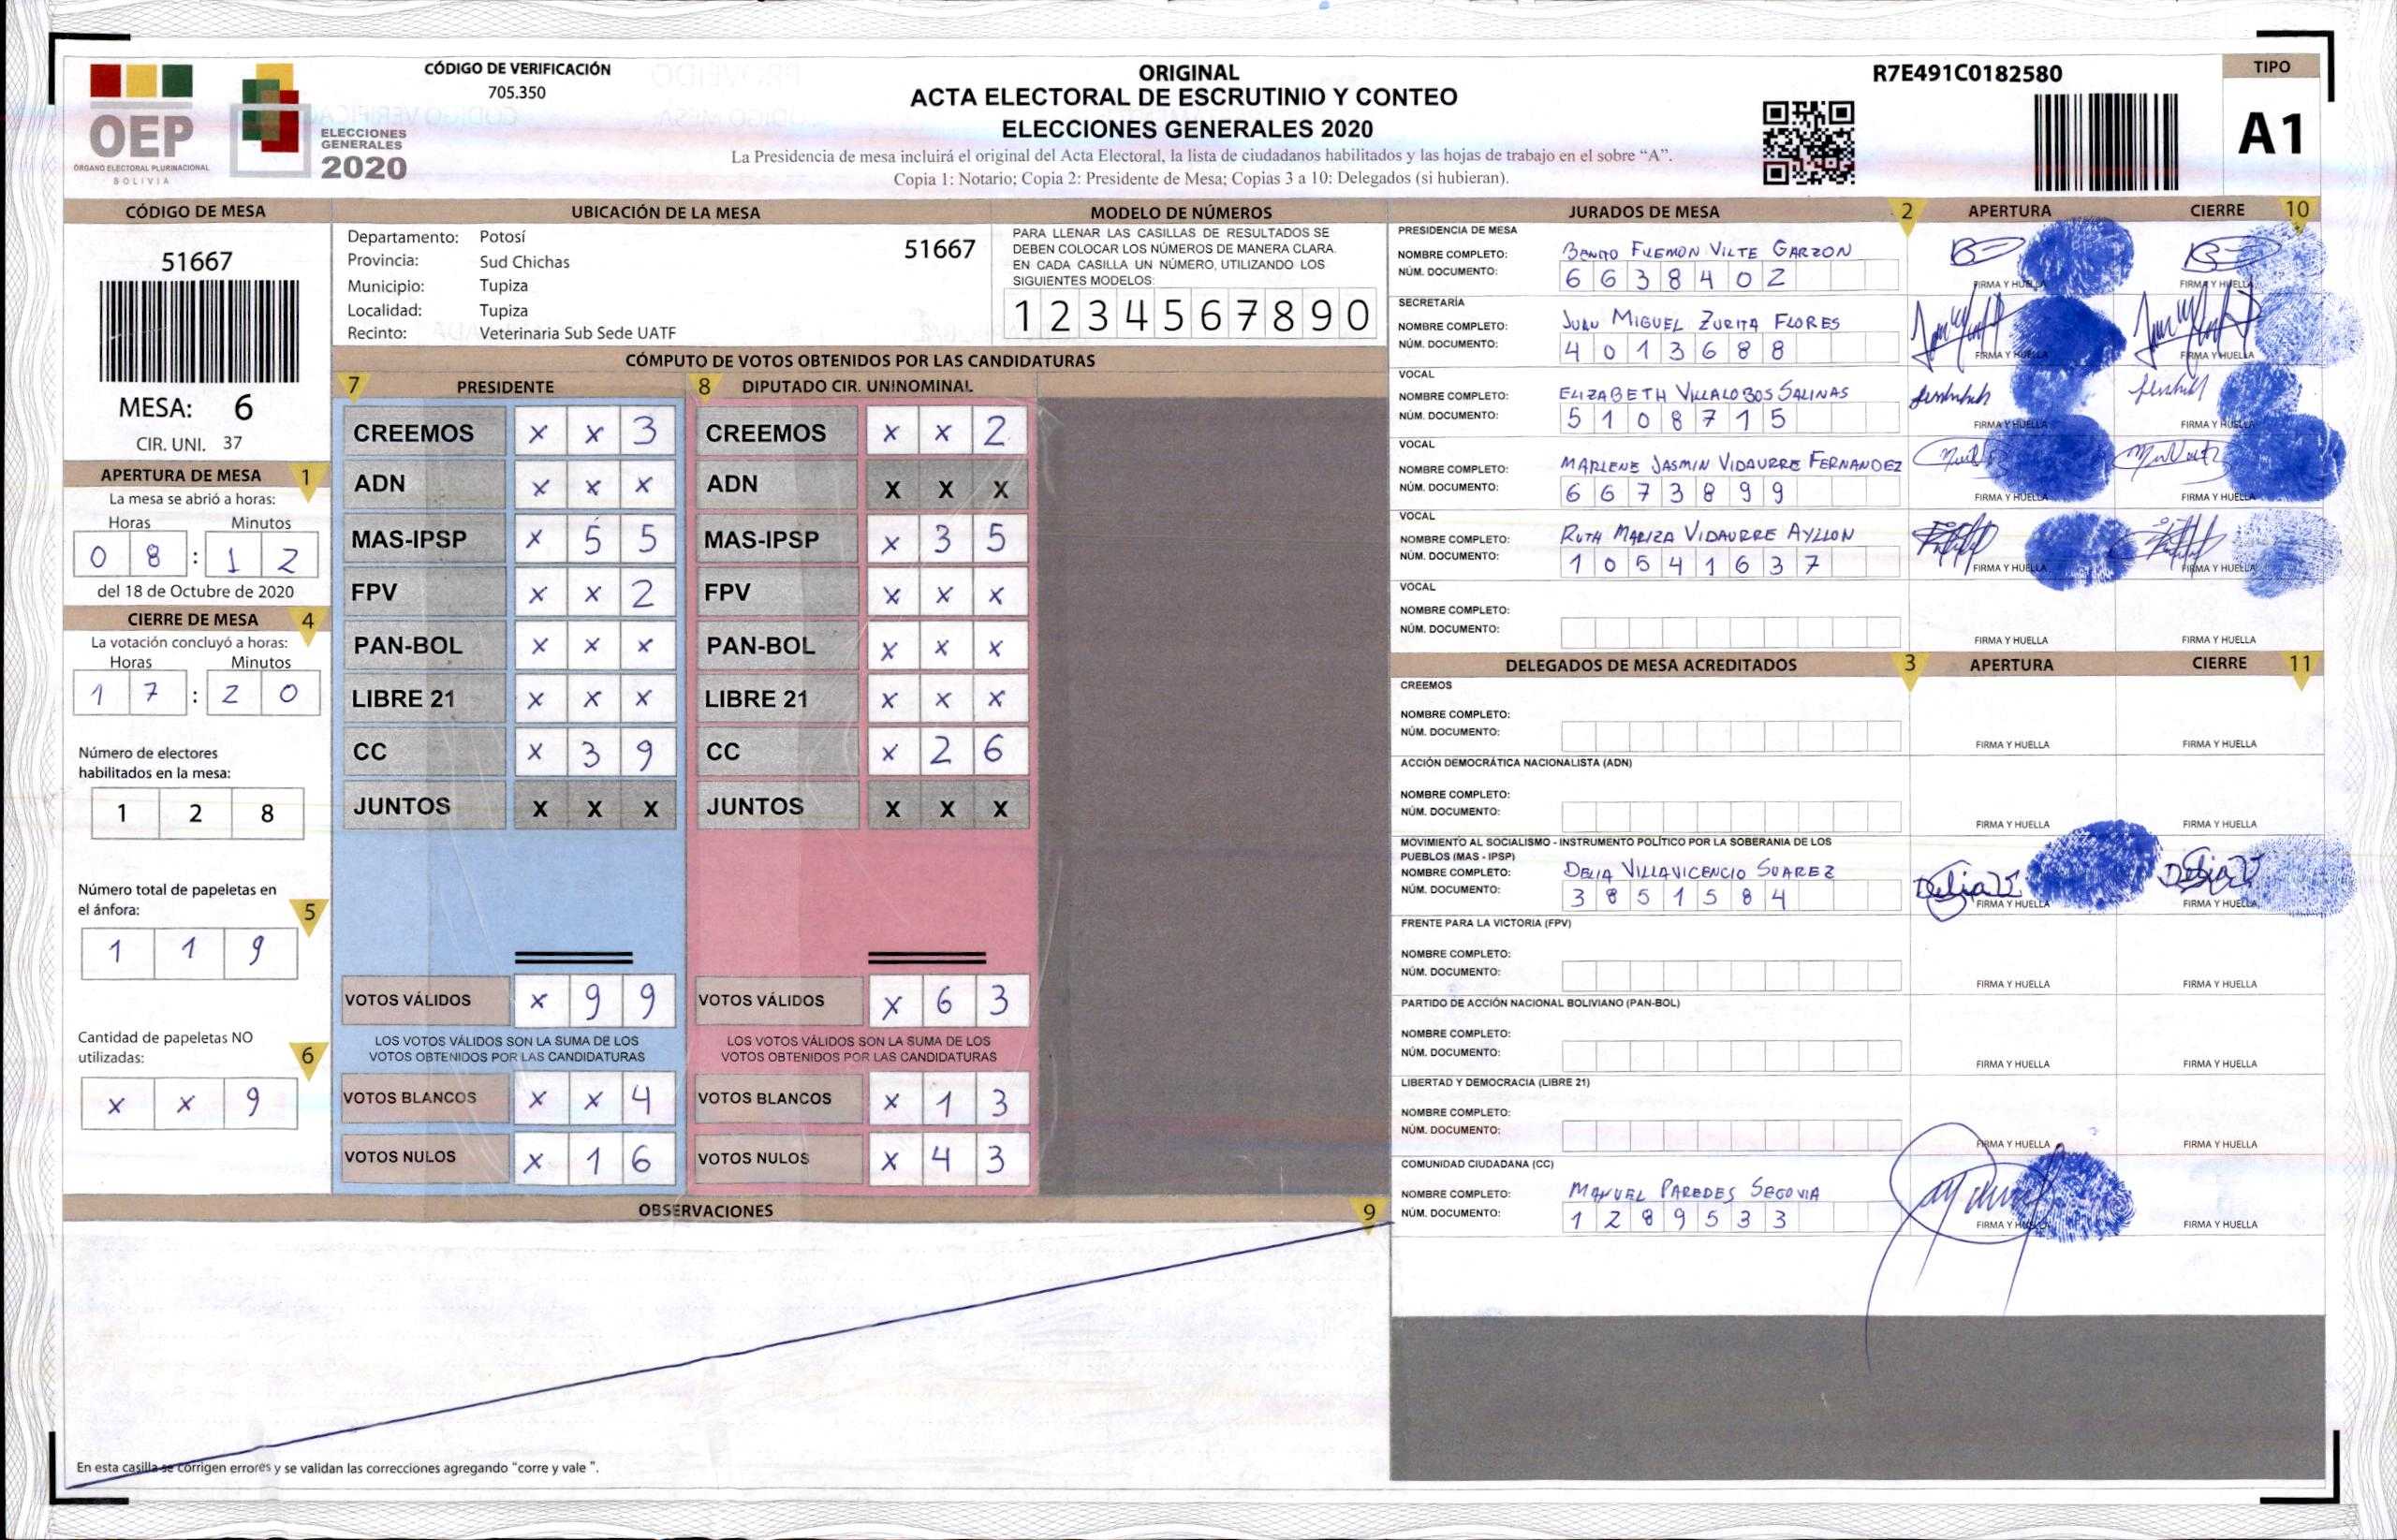 OEP
ÓRGANO ELECTORAL PLURINACIONAL
BOLIVIA
ELECCIONES
GENERALES
2020
CÓDIGO DE VERIFICACIÓN
705.350
ORIGINAL
ACTA ELECTORAL DE ESCRUTINIO Y CONTEO
ELECCIONES GENERALES 2020
La Presidencia de mesa incluirá el original del Acta Electoral, la lista de ciudadanos habilitados y las hojas de trabajo en el sobre “A”.
Copia 1: Notario; Copia 2: Presidente de Mesa; Copias 3 a 10: Delegados (si hubieran).
R7E491C0182580
TIPO
A1
CÓDIGO DE MESA
51667
MESA: 6
CIR. UNI. 37
APERTURA DE MESA 1
La mesa se abrió a horas:
Horas Minutos
0 8 : 1 2
del 18 de Octubre de 2020
CIERRE DE MESA 4
La votación concluyó a horas:
Horas Minutos
1 7 : 2 0
Número de electores
habilitados en la mesa:
1 2 8
Número total de papeletas en
el ánfora: 5
1 1 9
Cantidad de papeletas NO
utilizadas: 6
x x 9
UBICACIÓN DE LA MESA
Departamento: Potosí
51667
Provincia: Sud Chichas
Municipio: Tupiza
Localidad: Tupiza
Recinto: Veterinaria Sub Sede UATF
MODELO DE NÚMEROS
PARA LLENAR LAS CASILLAS DE RESULTADOS SE
DEBEN COLOCAR LOS NÚMEROS DE MANERA CLARA.
EN CADA CASILLA UN NÚMERO, UTILIZANDO LOS
SIGUIENTES MODELOS:
1 2 3 4 5 6 7 8 9 0
CÓMPUTO DE VOTOS OBTENIDOS POR LAS CANDIDATURAS
7 PRESIDENTE
CREEMOS x x 3
ADN x x x
MAS-IPSP x 5 5
FPV x x 2
PAN-BOL x x x
LIBRE 21 x x x
CC x 3 9
JUNTOS X X X
VOTOS VÁLIDOS x 9 9
LOS VOTOS VÁLIDOS SON LA SUMA DE LOS
VOTOS OBTENIDOS POR LAS CANDIDATURAS
VOTOS BLANCOS x x 4
VOTOS NULOS x 1 6
8 DIPUTADO CIR. UNINOMINAL
CREEMOS x x 2
ADN X X X
MAS-IPSP x 3 5
FPV x x x
PAN-BOL x x x
LIBRE 21 x x x
CC x 2 6
JUNTOS X X X
VOTOS VÁLIDOS x 6 3
LOS VOTOS VÁLIDOS SON LA SUMA DE LOS
VOTOS OBTENIDOS POR LAS CANDIDATURAS
VOTOS BLANCOS x 1 3
VOTOS NULOS x 4 3
OBSERVACIONES 9
En esta casilla se corrigen errores y se validan las correcciones agregando “corre y vale ”.
JURADOS DE MESA 2 APERTURA CIERRE 10
PRESIDENCIA DE MESA
NOMBRE COMPLETO: BENITO FILEMON VILTE GARZON
NÚM. DOCUMENTO: 6 6 3 8 4 0 2
FIRMA Y HUELLA FIRMA Y HUELLA
SECRETARÍA
NOMBRE COMPLETO: JUAN MIGUEL ZURITA FLORES
NÚM. DOCUMENTO: 4 0 1 3 6 8 8
FIRMA Y HUELLA FIRMA Y HUELLA
VOCAL
NOMBRE COMPLETO: ELIZABETH VILLALOBOS SALINAS
NÚM. DOCUMENTO: 5 1 0 8 7 1 5
FIRMA Y HUELLA FIRMA Y HUELLA
VOCAL
NOMBRE COMPLETO: MARLENE JASMIN VIDAURRE FERNANDEZ
NÚM. DOCUMENTO: 6 6 7 3 8 9 9
FIRMA Y HUELLA FIRMA Y HUELLA
VOCAL
NOMBRE COMPLETO: RUTH MARIZA VIDAURRE AYLLON
NÚM. DOCUMENTO: 1 0 5 4 1 6 3 7
FIRMA Y HUELLA FIRMA Y HUELLA
VOCAL
NOMBRE COMPLETO:
NÚM. DOCUMENTO:
FIRMA Y HUELLA FIRMA Y HUELLA
DELEGADOS DE MESA ACREDITADOS 3 APERTURA CIERRE 11
CREEMOS
NOMBRE COMPLETO:
NÚM. DOCUMENTO:
FIRMA Y HUELLA FIRMA Y HUELLA
ACCIÓN DEMOCRÁTICA NACIONALISTA (ADN)
NOMBRE COMPLETO:
NÚM. DOCUMENTO:
FIRMA Y HUELLA FIRMA Y HUELLA
MOVIMIENTO AL SOCIALISMO - INSTRUMENTO POLÍTICO POR LA SOBERANIA DE LOS
PUEBLOS (MAS - IPSP)
NOMBRE COMPLETO: DELIA VILLAVICENCIO SUAREZ
NÚM. DOCUMENTO: 3 8 5 1 5 8 4
Delia V Delia V
FIRMA Y HUELLA FIRMA Y HUELLA
FRENTE PARA LA VICTORIA (FPV)
NOMBRE COMPLETO:
NÚM. DOCUMENTO:
FIRMA Y HUELLA FIRMA Y HUELLA
PARTIDO DE ACCIÓN NACIONAL BOLIVIANO (PAN-BOL)
NOMBRE COMPLETO:
NÚM. DOCUMENTO:
FIRMA Y HUELLA FIRMA Y HUELLA
LIBERTAD Y DEMOCRACIA (LIBRE 21)
NOMBRE COMPLETO:
NÚM. DOCUMENTO:
FIRMA Y HUELLA FIRMA Y HUELLA
COMUNIDAD CIUDADANA (CC)
NOMBRE COMPLETO: MANUEL PAREDES SEGOVIA
NÚM. DOCUMENTO: 1 2 8 9 5 3 3
FIRMA Y HUELLA FIRMA Y HUELLA